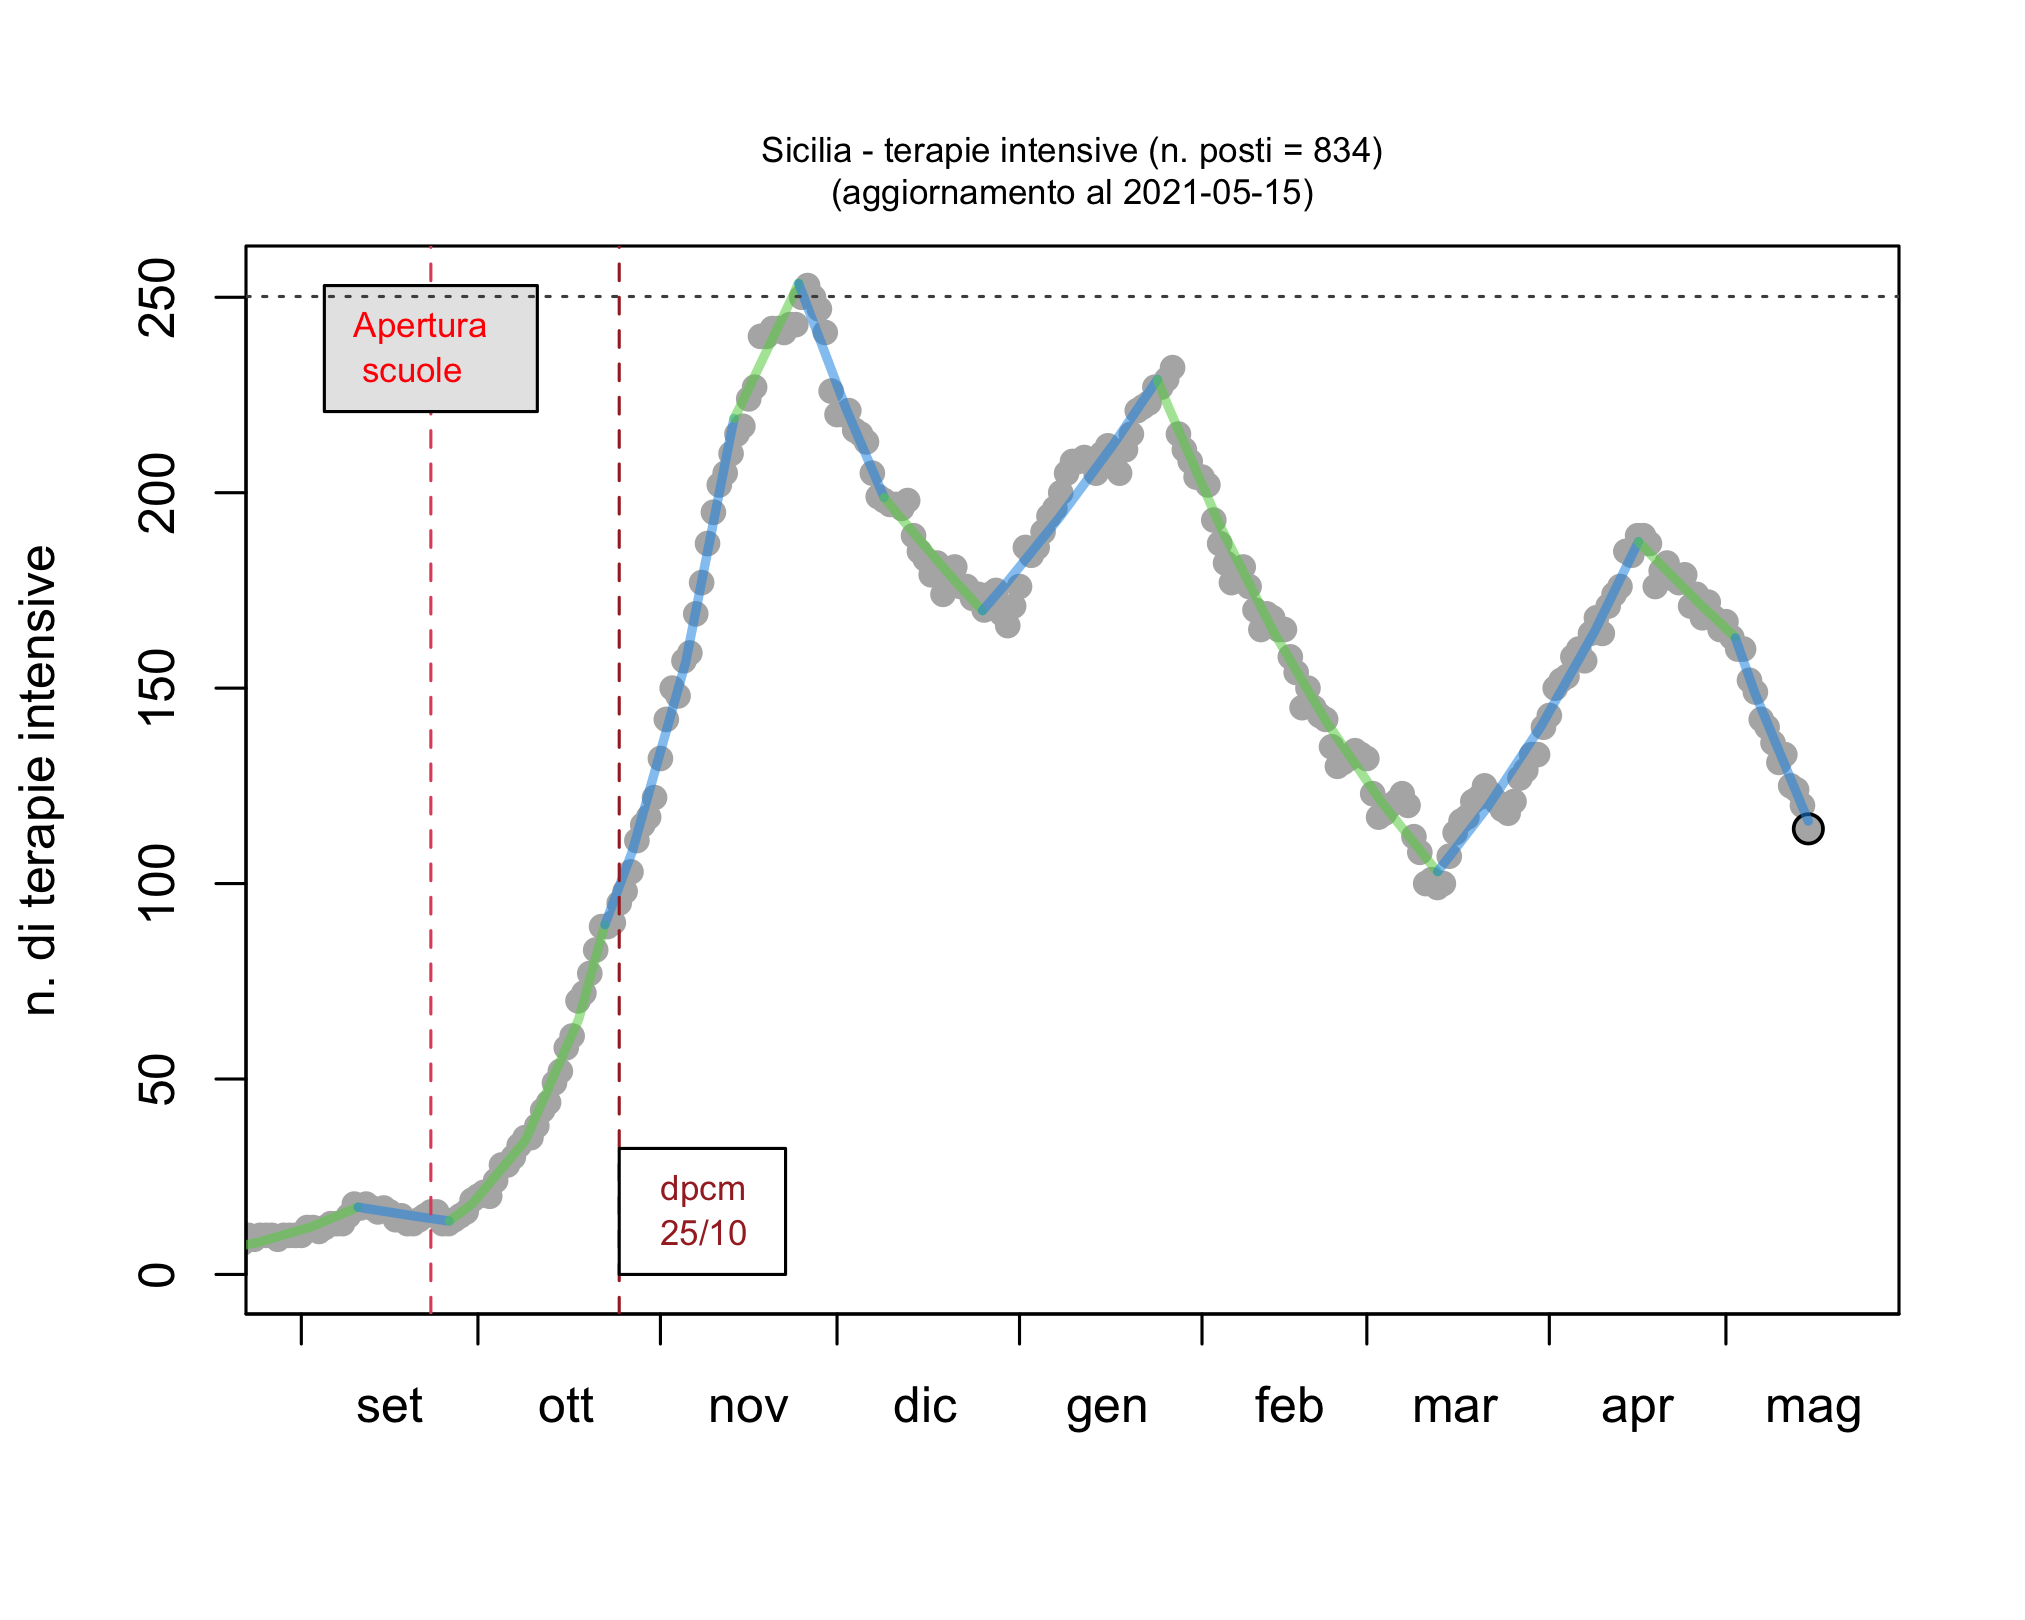 Sicilia - terapie intensive (n. posti = 834)
(aggiornamento al 2021-05-15)
n. di terapie intensive
250
200
150
100
50
0
Apertura
scuole
dpcm
25/10
set ott nov dic gen feb mar apr mag